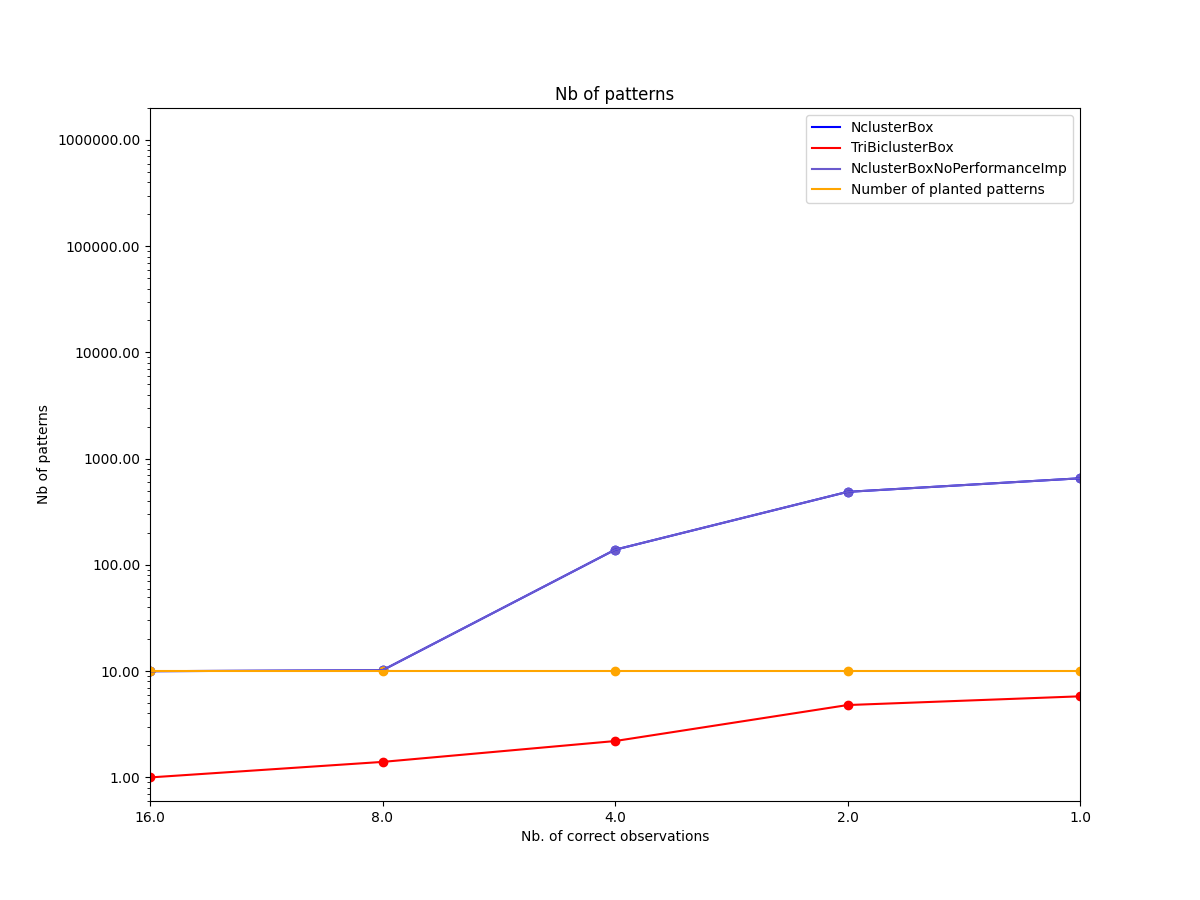 Nb of patterns
NclusterBox
TriBiclusterBox
NclusterBoxNoPerformanceImp
Number of planted patterns
1000000.00
100000.00
10000.00
1000.00
100.00
10.00
1.00
Nb of patterns
16.0 8.0 4.0 2.0 1.0
Nb. of correct observations